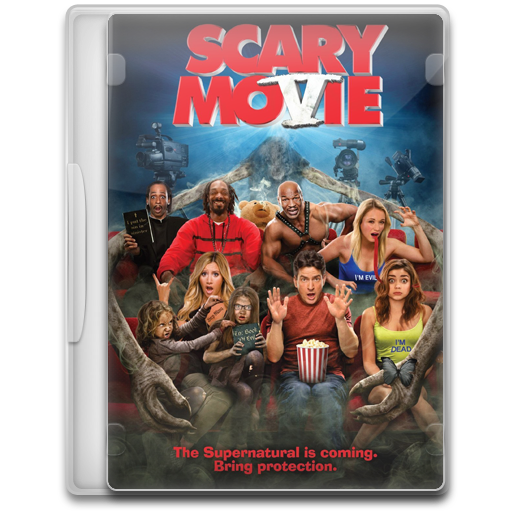 SCARY
MOVIE
V
I'M EVIL
I'M
DEAD
The Supernatural is coming.
Bring protection.